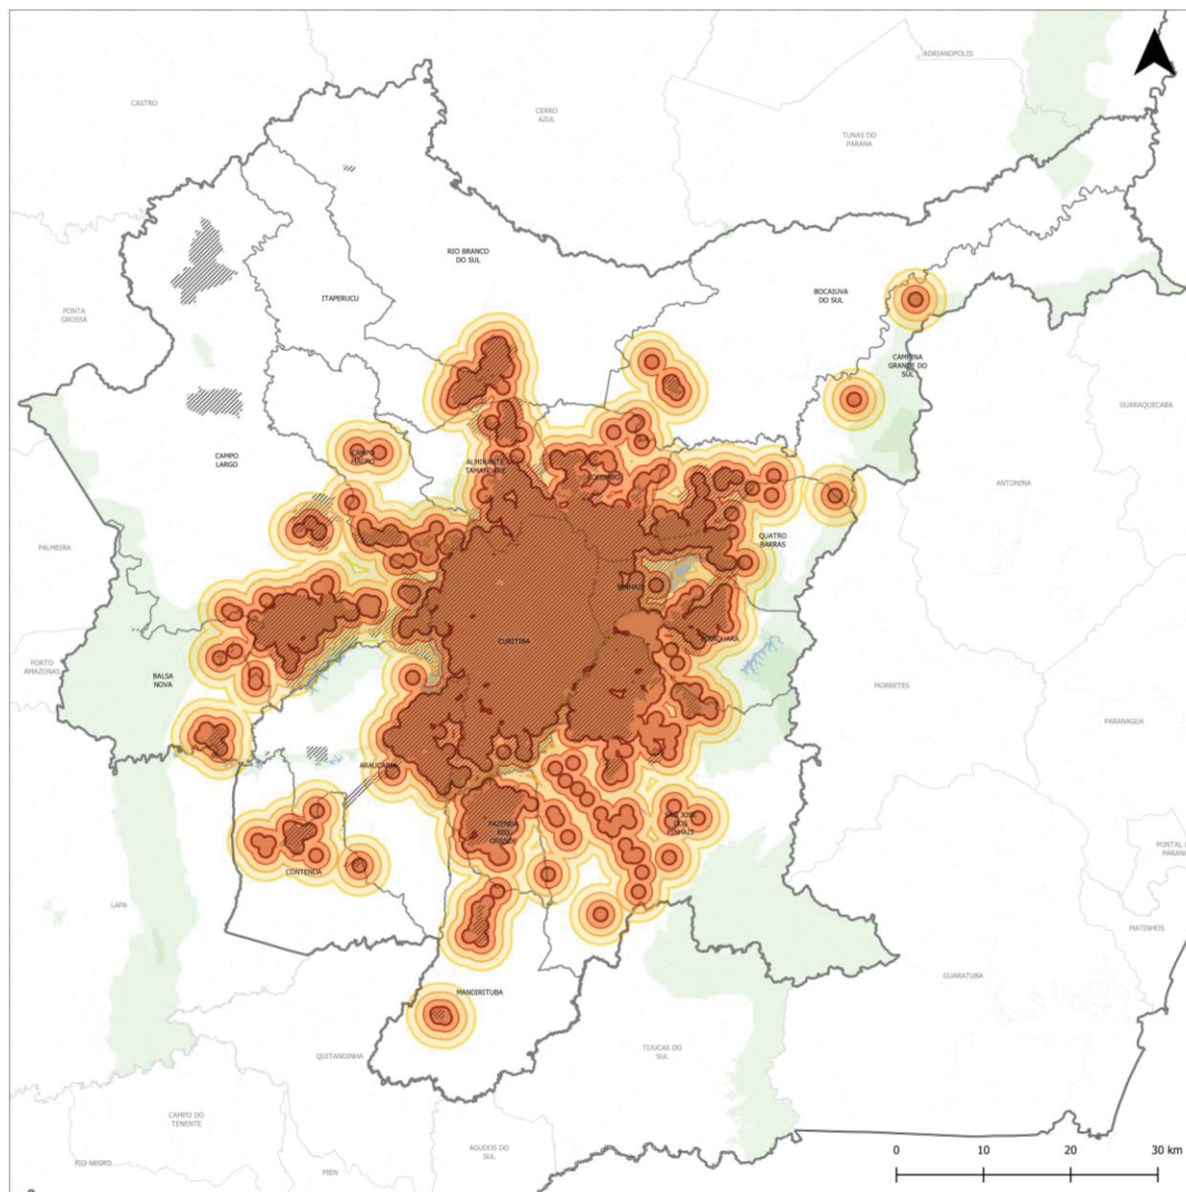 ADRIANOPOLIS
CASTRO
CERRO
AZUL
TUNAS DO
PARANA
RIO BRANCO
DO SUL
ITAPERUCU
BOCAIUVA
DO SUL
PONTA
GROSSA
CAMPINA
GRANDE DO
SUL
GUARAQUECABA
CAMPO
LARGO
CAMPO
MAGRO
ALMIRANTE
TAMANDARE
COLOMBO
ANTONINA
PALMEIRA
QUATRO
BARRAS
PINHAIS
CURITIBA
PIRAQUARA
PORTO
AMAZONAS
BALSA
NOVA
MORRETES
PARANAGUA
ARAUCARIA
FAZENDA
RIO
GRANDE
SAO JOSE
DOS
PINHAIS
PONTAL D
PARANA
CONTENDA
LAPA
MATINHOS
GUARATUBA
MANDIRITUBA
QUITANDINHA
TIJUCAS DO
SUL
CAMPO DO
TENENTE
AGUDOS DO
SUL
RIO NEGRO
PIEN
0 10 20 30 km